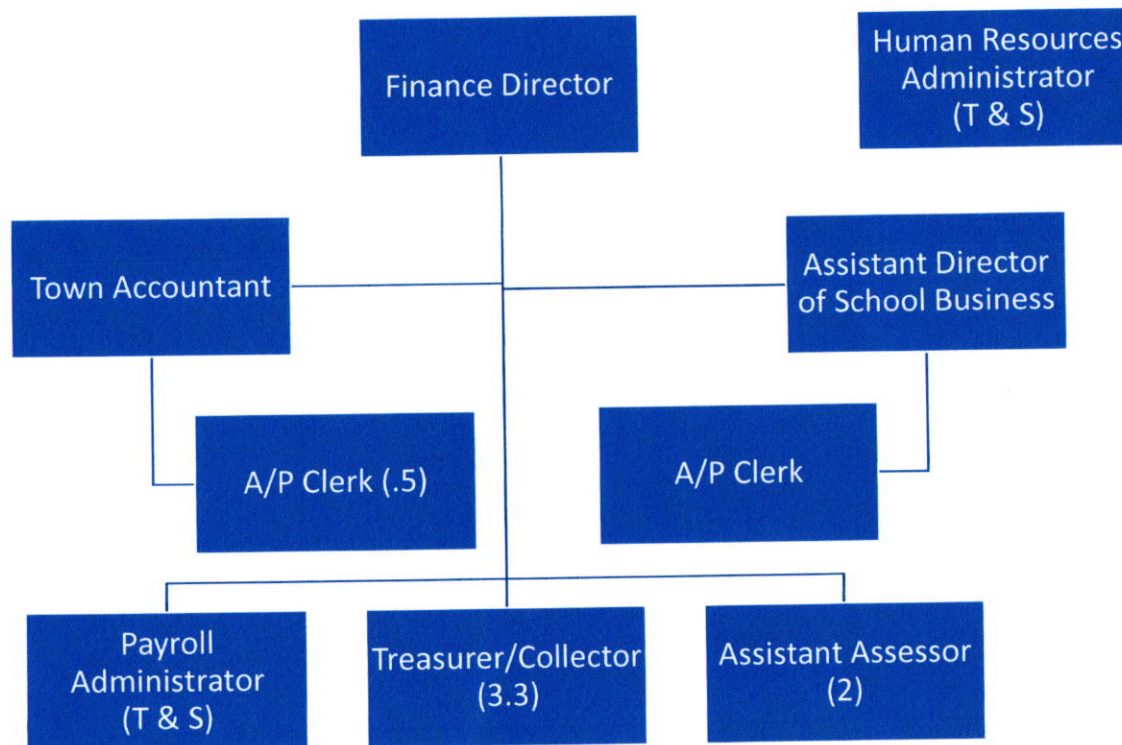 Finance Director
Human Resources
Administrator
(T & S)
Town Accountant
Assistant Director
of School Business
A/P Clerk (.5)
A/P Clerk
Payroll
Administrator
(T & S)
Treasurer/Collector
(3.3)
Assistant Assessor
(2)